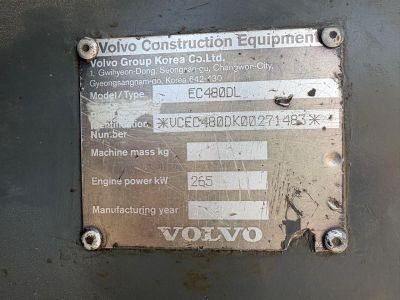 Volvo Construction Equipment
Volvo Group Korea Co.Ltd.
1, Gwihyeon-Dong, Seongsan-gu, Changwon-City,
Gyeongsangnam-do, Korea 642-130
Model/Type EC480DL
Identification *VCEC480DK00271483*
Number
Machine mass kg
Engine power kW 265
Manufacturing year
VOLVO